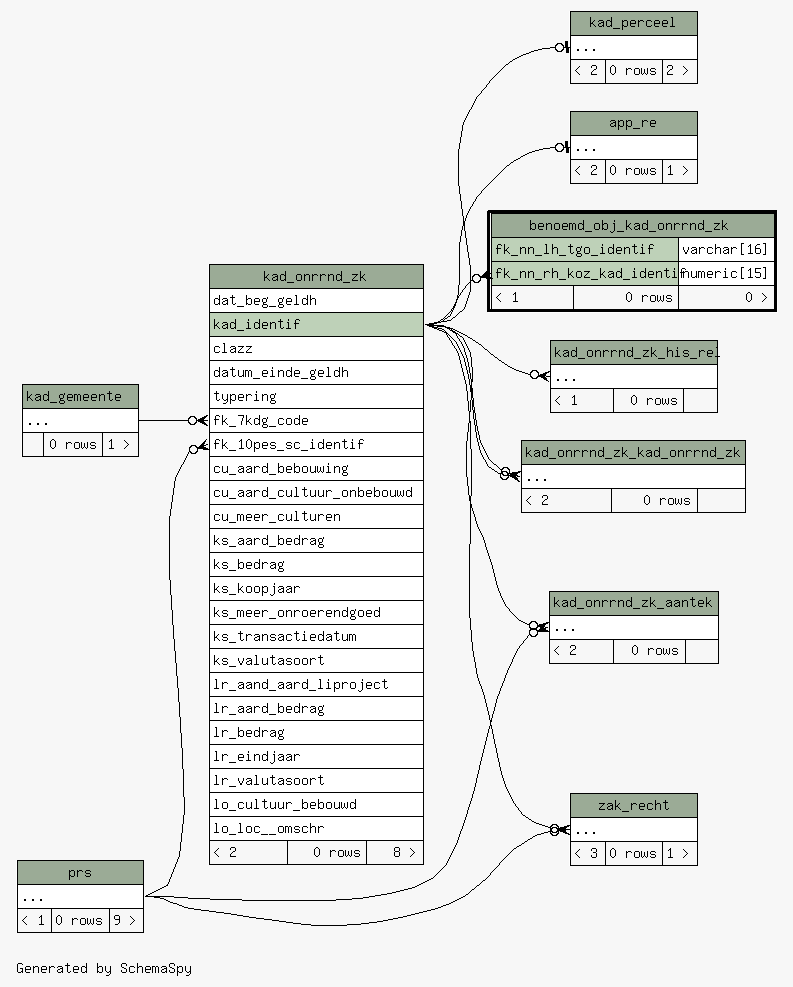 kad_perceel
...
< 2 0 rows 2 >
app_re
...
< 2 0 rows 1 >
benoemd_obj_kad_onrrnd_zk
fk_nn_lh_tgo_identif varchar[16]
fk_nn_rh_koz_kad_identif numeric[15]
< 1 0 rows 0 >
kad_onrrnd_zk
dat_beg_geldh
kad_identif
clazz
datum_einde_geldh
typering
fk_7kdg_code
fk_10pes_sc_identif
cu_aard_bebouwing
cu_aard_cultuur_onbebouwd
cu_meer_culturen
ks_aard_bedrag
ks_bedrag
ks_koopjaar
ks_meer_onroerendgoed
ks_transactiedatum
ks_valutasoort
lr_aand_aard_liproject
lr_aard_bedrag
lr_bedrag
lr_eindjaar
lr_valutasoort
lo_cultuur_bebouwd
lo_loc__omschr
< 2 0 rows 8 >
kad_onrrnd_zk_his_rel
...
< 1 0 rows
kad_gemeente
...
0 rows 1 >
kad_onrrnd_zk_kad_onrrnd_zk
...
< 2 0 rows
kad_onrrnd_zk_aantek
...
< 2 0 rows
zak_recht
...
< 3 0 rows 1 >
prs
...
< 1 0 rows 9 >
Generated by SchemaSpy